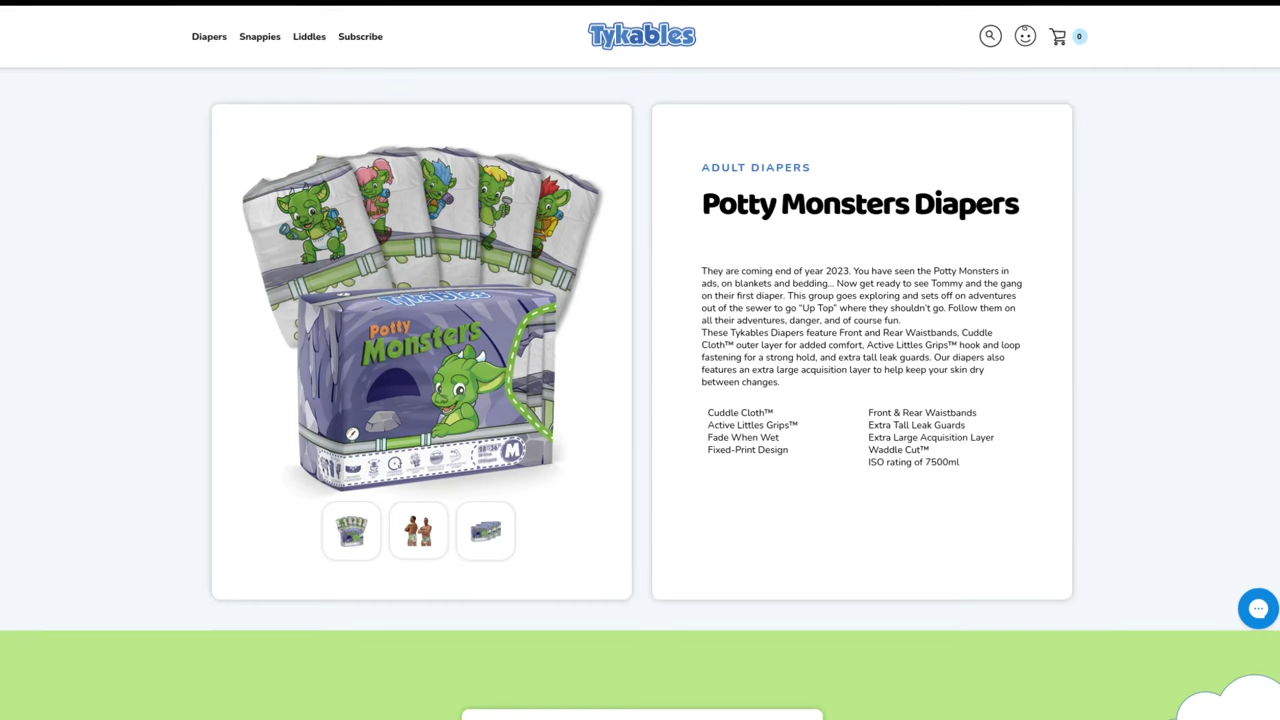 Diapers Snappies Liddles Subscribe
Tykables
0
Tykables
Potty
Monsters
M
ADULT DIAPERS
Potty Monsters Diapers
They are coming end of year 2023. You have seen the Potty Monsters in
ads, on blankets and bedding... Now get ready to see Tommy and the gang
on their first diaper. This group goes exploring and sets off on adventures
out of the sewer to go "Up Top" where they shouldn't go. Follow them on
all their adventures, danger, and of course fun.
These Tykables Diapers feature Front and Rear Waistbands, Cuddle
Cloth™ outer layer for added comfort, Active Littles Grips™ hook and loop
fastening for a strong hold, and extra tall leak guards. Our diapers also
features an extra large acquisition layer to help keep your skin dry
between changes.
Cuddle Cloth™
Active Littles Grips™
Fade When Wet
Fixed-Print Design
Front & Rear Waistbands
Extra Tall Leak Guards
Extra Large Acquisition Layer
Waddle Cut™
ISO rating of 7500ml